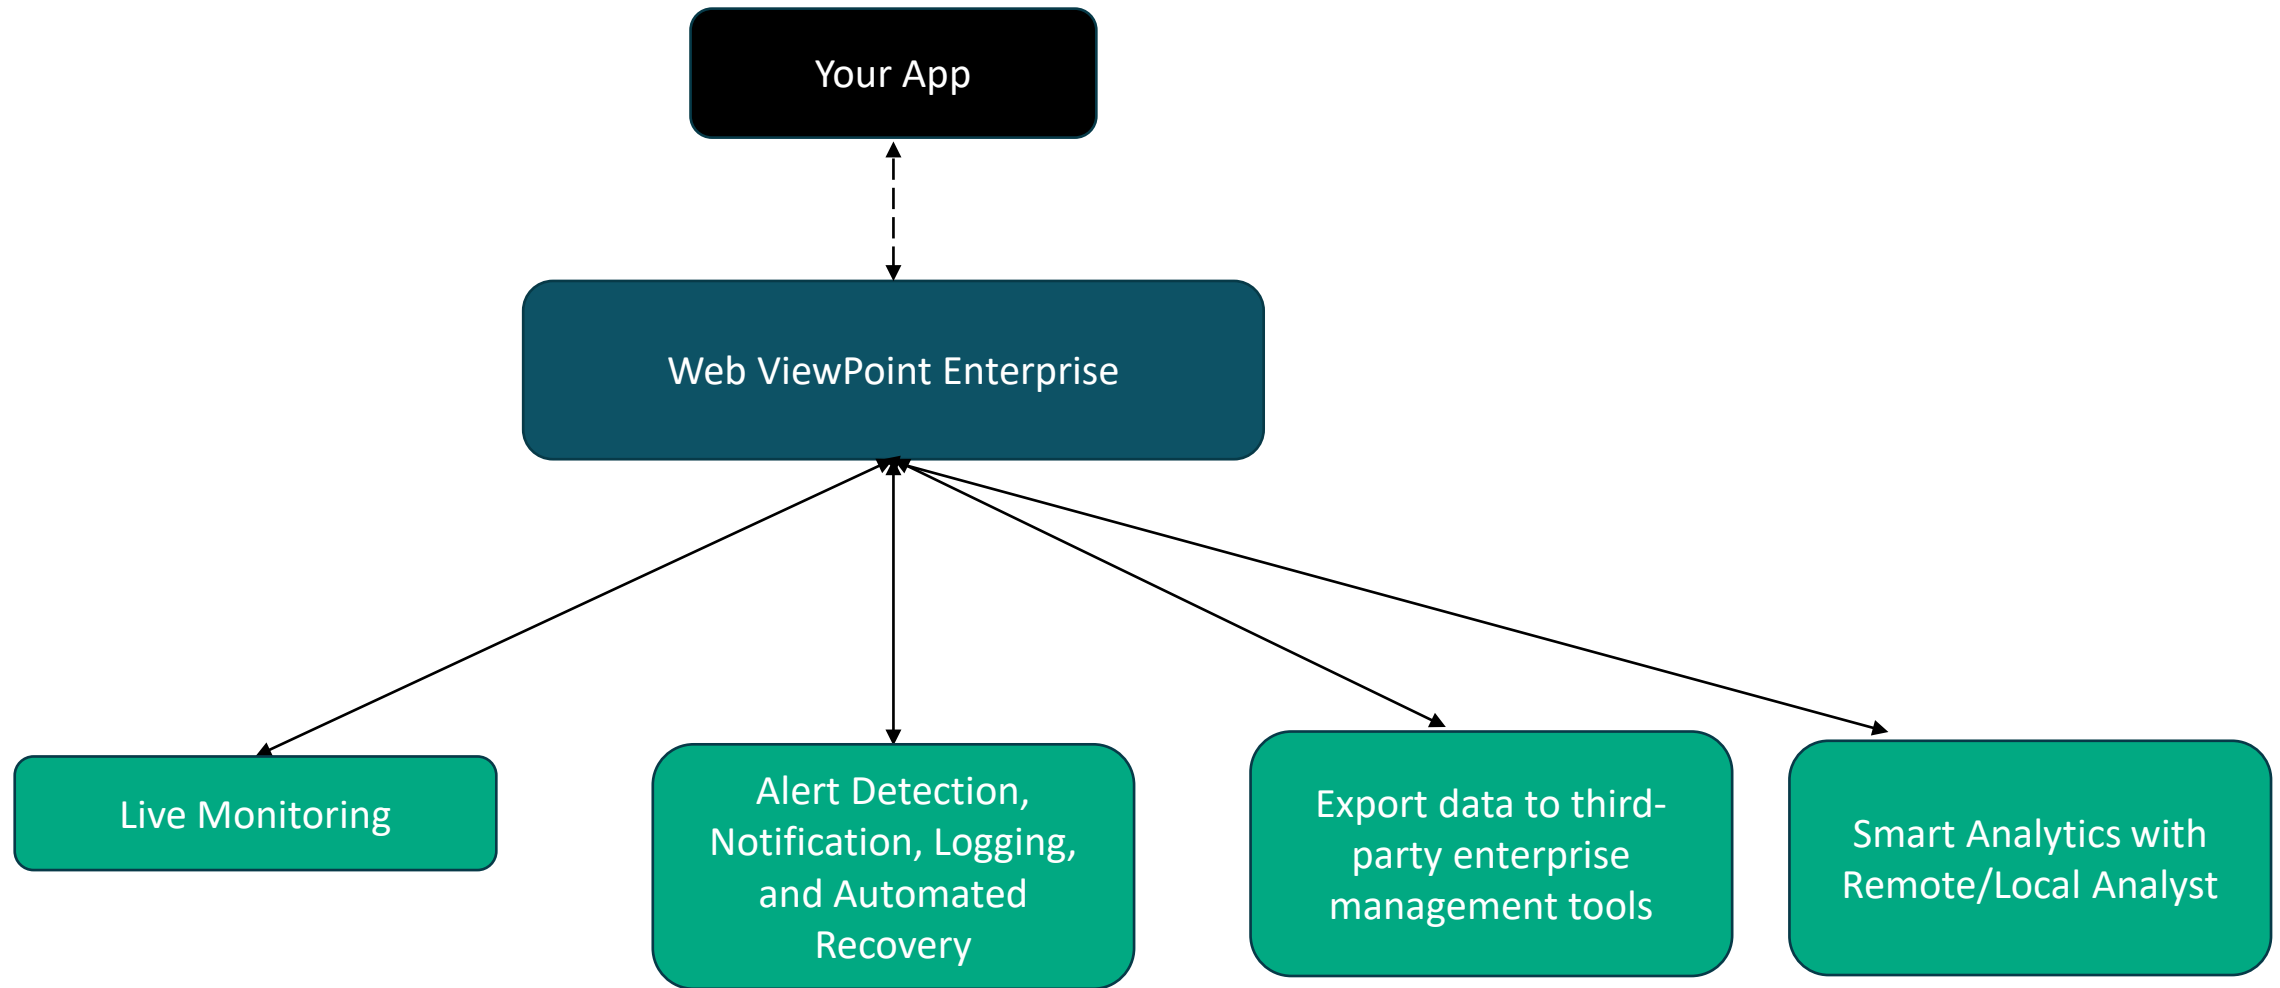 Your App
Web ViewPoint Enterprise
Live Monitoring
Alert Detection,
Notification, Logging,
and Automated
Recovery
Export data to third-
party enterprise
management tools
Smart Analytics with
Remote/Local Analyst